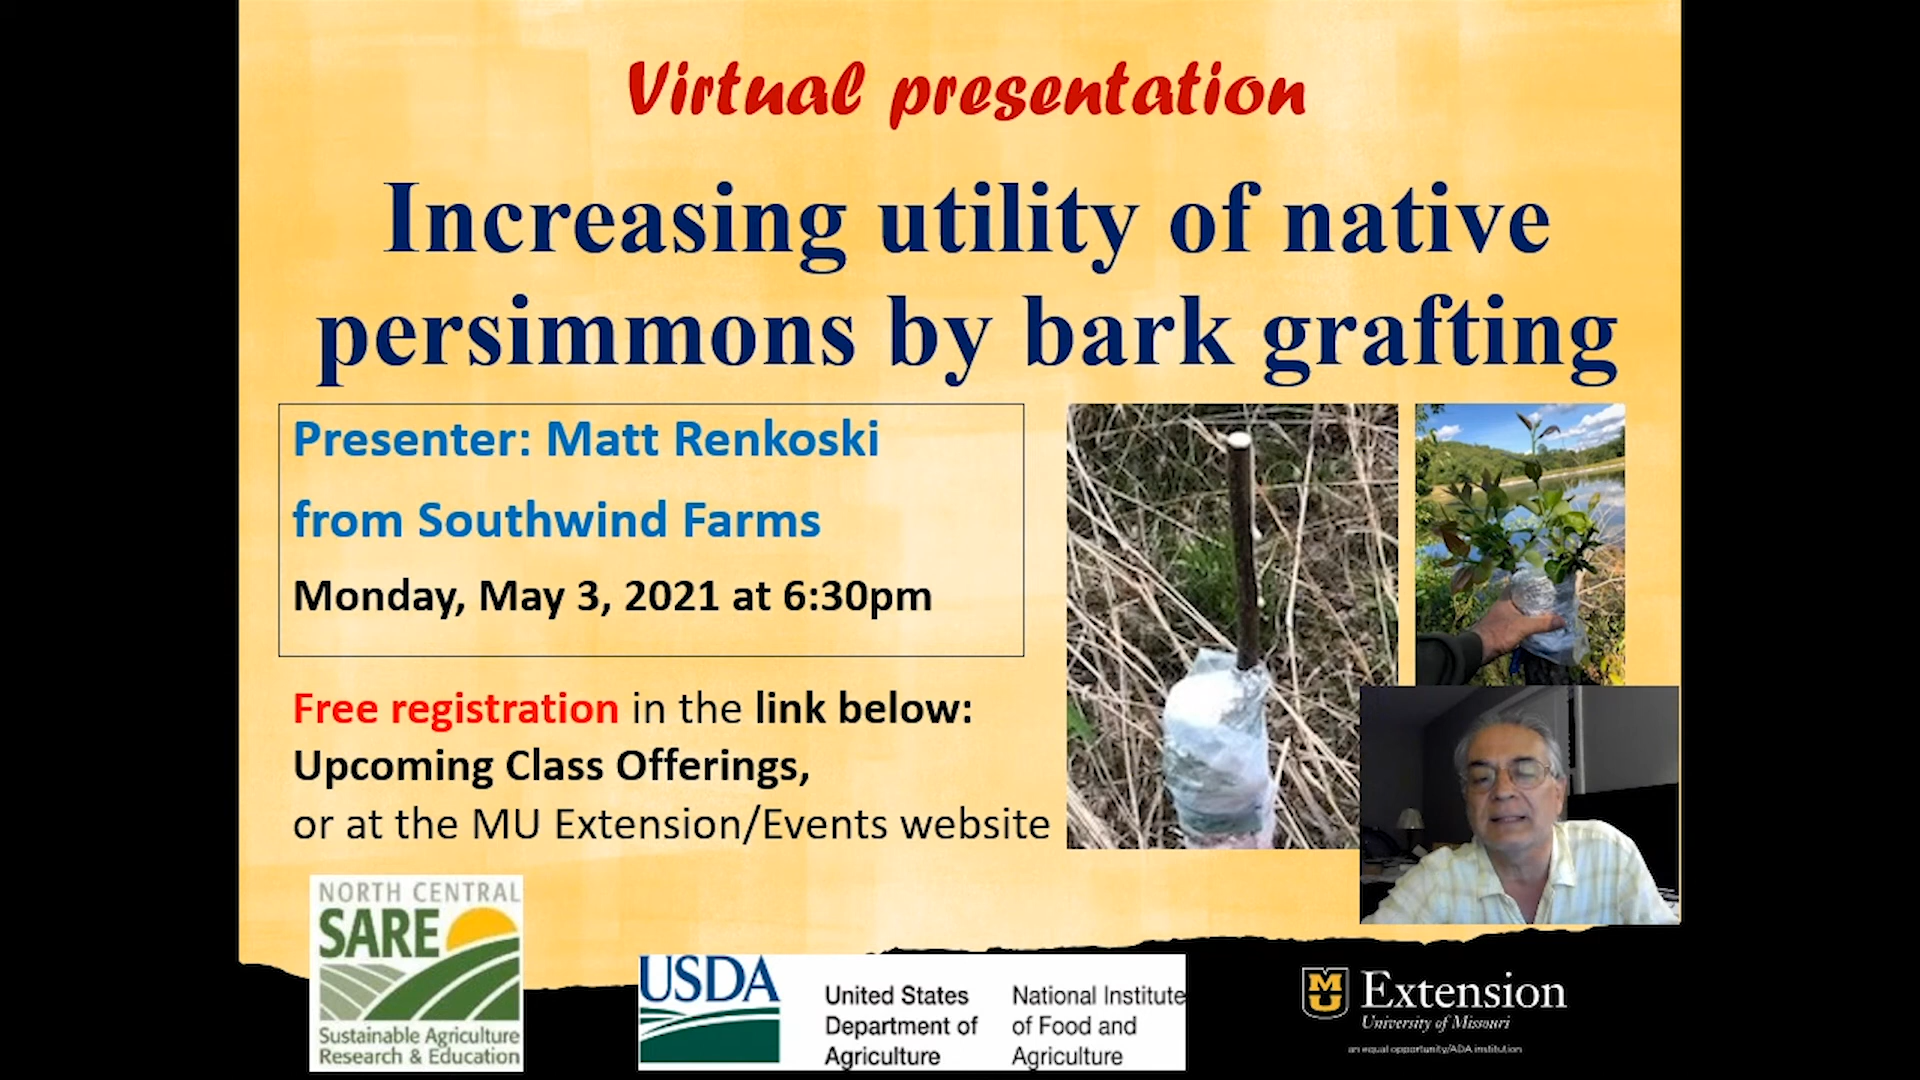 Virtual presentation
Increasing utility of native
persimmons by bark grafting
Presenter: Matt Renkoski
from Southwind Farms
Monday, May 3, 2021 at 6:30pm
Free registration in the link below:
Upcoming Class Offerings,
or at the MU Extension/Events website
NORTH CENTRAL
SARE
Sustainable Agriculture
Research & Education
USDA
United States
Department of
Agriculture
National Institute
of Food and
Agriculture
MU
Extension
University of Missouri
an equal opportunity/ADA institution